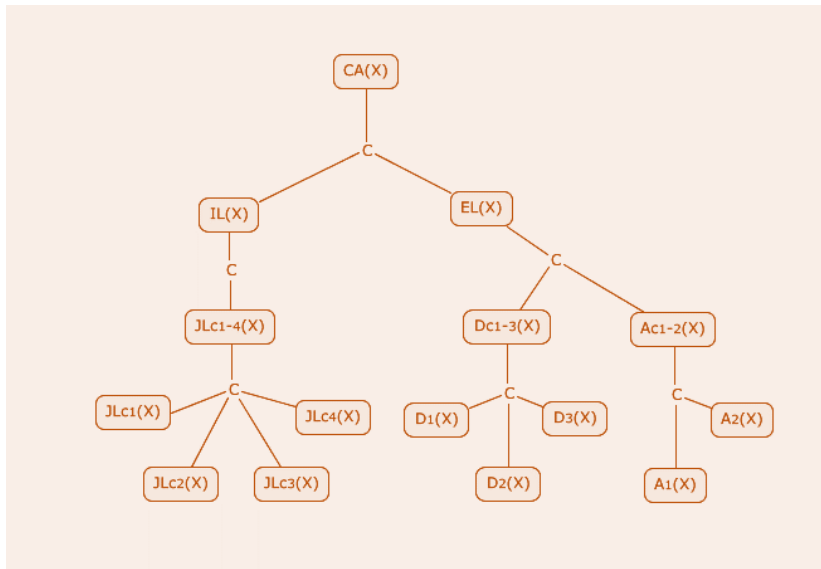 CA(X)
C
IL(X)
EL(X)
C
C
JLc1-4(X)
Dc1-3(X)
Ac1-2(X)
C
C
C
JLc1(X)
JLc4(X)
D1(X)
D3(X)
A2(X)
JLc2(X)
JLc3(X)
D2(X)
A1(X)